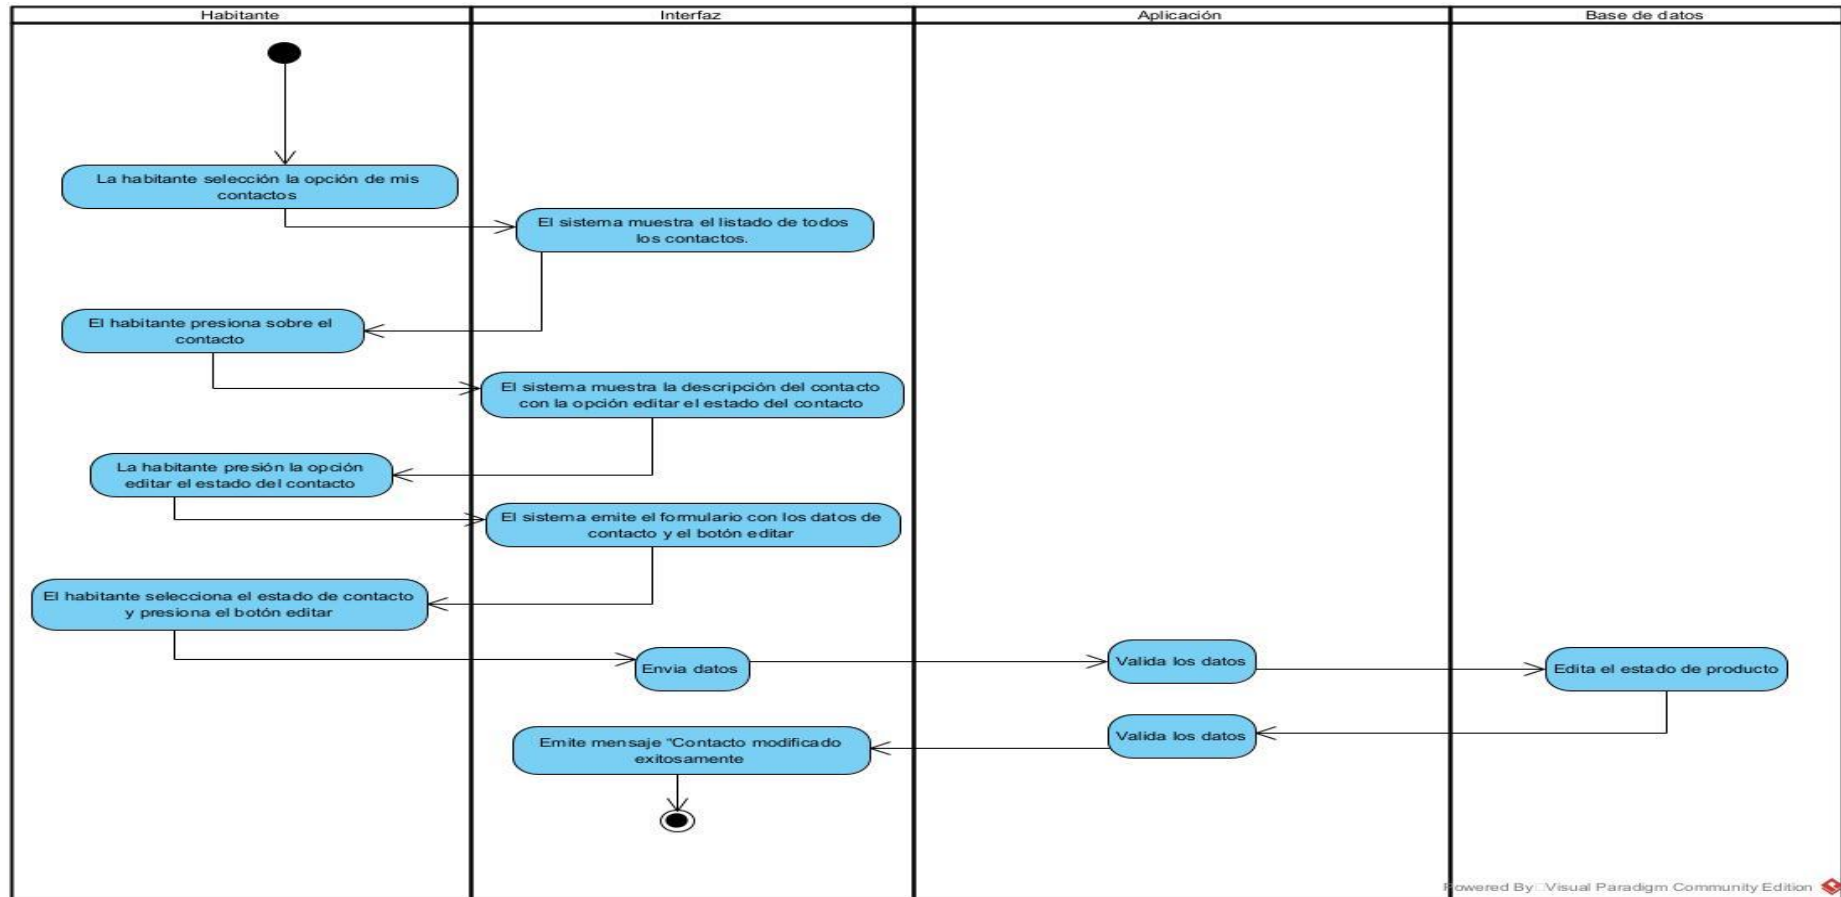 Habitante
Interfaz
Aplicación
Base de datos
La habitante selección la opción de mis
contactos
El sistema muestra el listado de todos
los contactos.
El habitante presiona sobre el
contacto
El sistema muestra la descripción del contacto
con la opción editar el estado del contacto
La habitante presión la opción
editar el estado del contacto
El sistema emite el formulario con los datos de
contacto y el botón editar
El habitante selecciona el estado de contacto
y presiona el botón editar
Envia datos
Valida los datos
Edita el estado de producto
Valida los datos
Emite mensaje "Contacto modificado
exitosamente
Powered By Visual Paradigm Community Edition